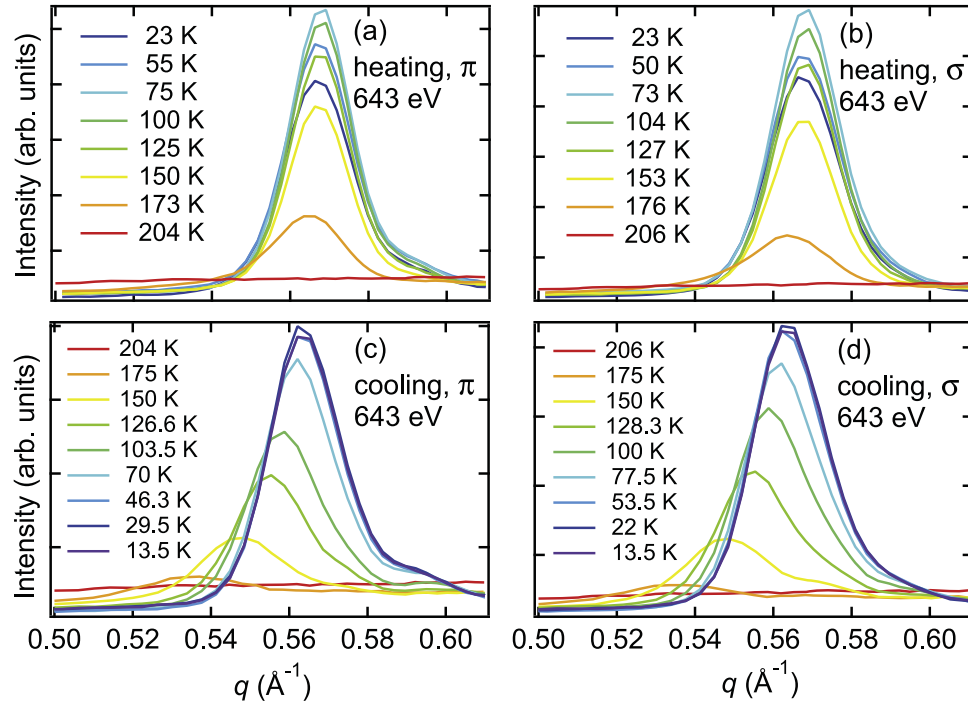 Intensity (arb. units)
(a)
heating, π
643 eV
23 K
55 K
75 K
100 K
125 K
150 K
173 K
204 K
(b)
heating, σ
643 eV
23 K
50 K
73 K
104 K
127 K
153 K
176 K
206 K
Intensity (arb. units)
(c)
cooling, π
643 eV
204 K
175 K
150 K
126.6 K
103.5 K
70 K
46.3 K
29.5 K
13.5 K
0.50 0.52 0.54 0.56 0.58 0.60
q (Å⁻¹)
(d)
cooling, σ
643 eV
206 K
175 K
150 K
128.3 K
100 K
77.5 K
53.5 K
22 K
13.5 K
0.50 0.52 0.54 0.56 0.58 0.60
q (Å⁻¹)